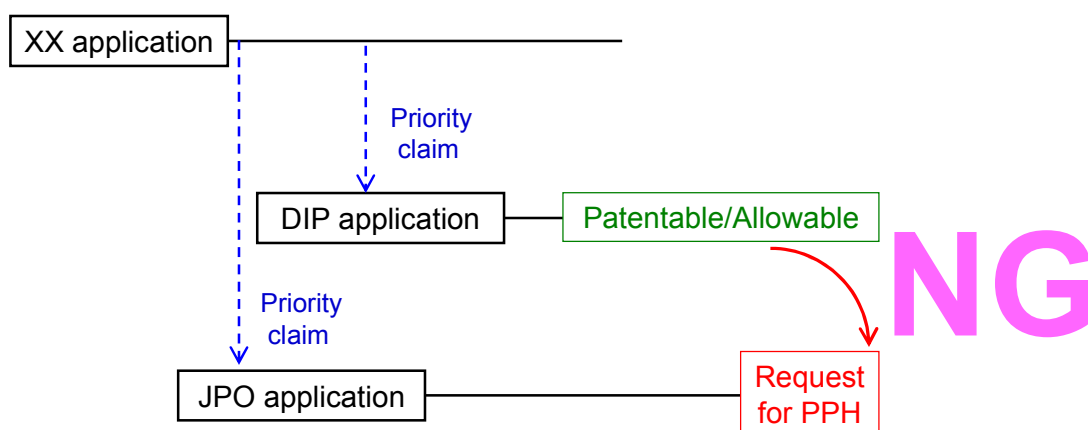 XX application
Priority
claim
DIP application
Patentable/Allowable
NG
Priority
claim
JPO application
Request
for PPH